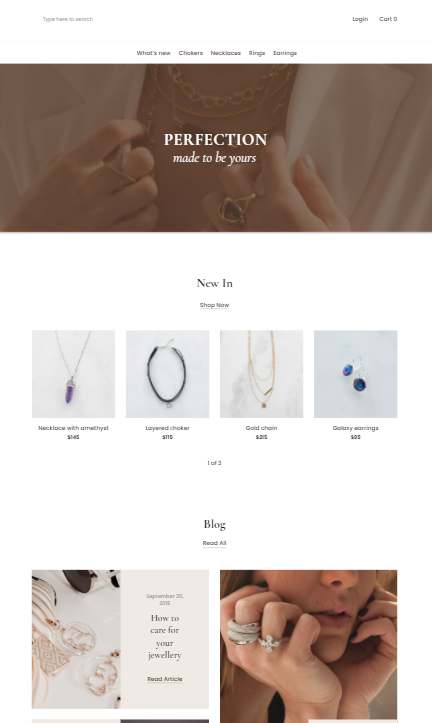 Type here to search
Login Cart 0
What's new Chokers Necklaces Rings Earrings
PERFECTION
made to be yours
New In
Shop Now
Necklace with amethyst
$145
Layered choker
$115
Gold chain
$215
Galaxy earrings
$95
1 of 3
Blog
Read All
September 20,
2015
How to
care for
your
jewellery
Read Article